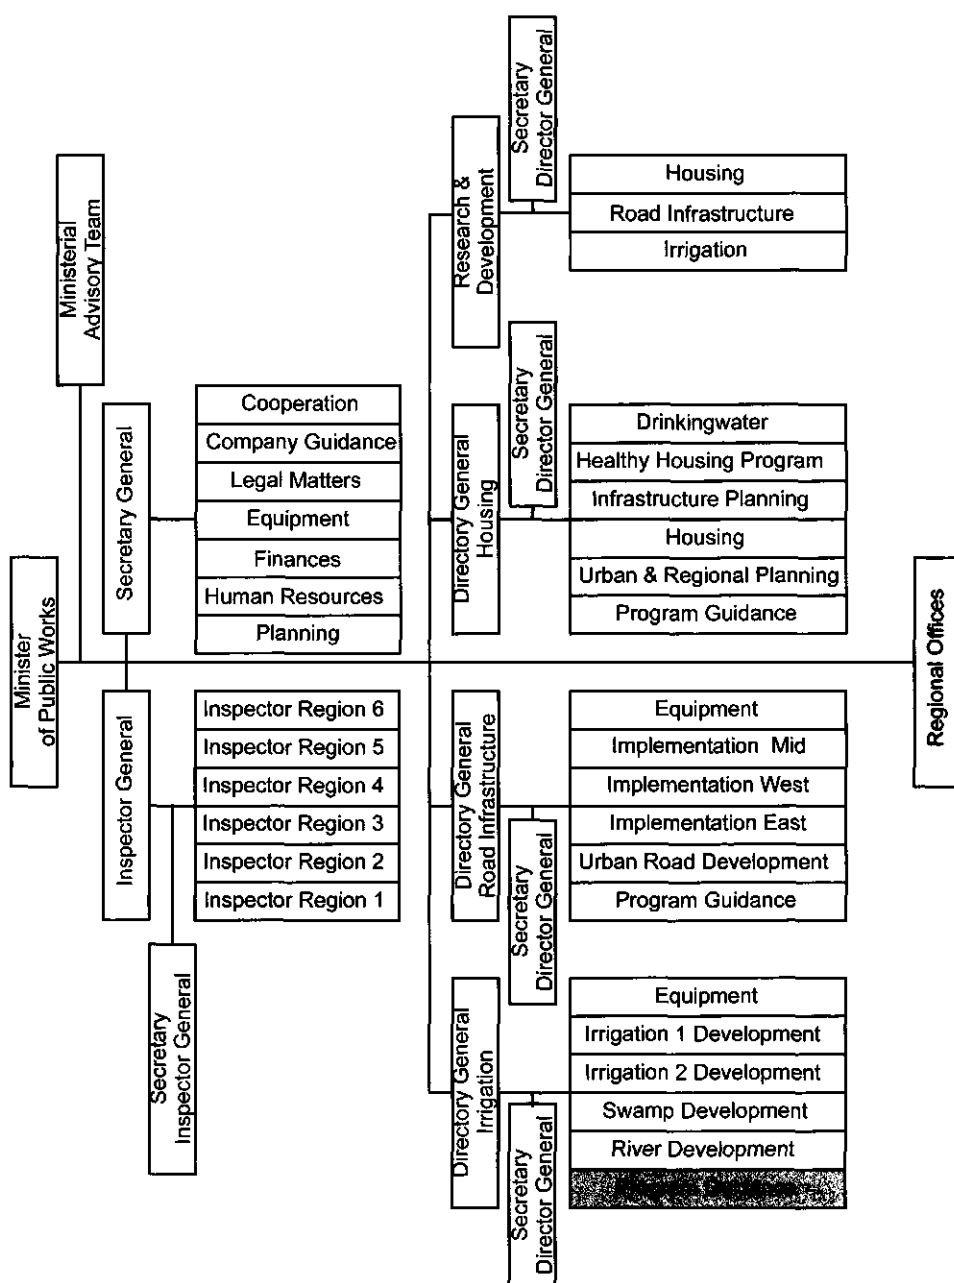 Minister
of Public Works
Ministerial
Advisory Team
Secretary General
Cooperation
Company Guidance
Legal Matters
Equipment
Finances
Human Resources
Planning
Inspector General
Inspector Region 6
Inspector Region 5
Inspector Region 4
Inspector Region 3
Inspector Region 2
Inspector Region 1
Secretary
Inspector General
Research &
Development
Secretary
Director General
Housing
Road Infrastructure
Irrigation
Directory General
Housing
Secretary
Director General
Drinkingwater
Healthy Housing Program
Infrastructure Planning
Housing
Urban & Regional Planning
Program Guidance
Directory General
Road Infrastructure
Secretary
Director General
Equipment
Implementation Mid
Implementation West
Implementation East
Urban Road Development
Program Guidance
Directory General
Irrigation
Secretary
Director General
Equipment
Irrigation 1 Development
Irrigation 2 Development
Swamp Development
River Development
Regional Offices